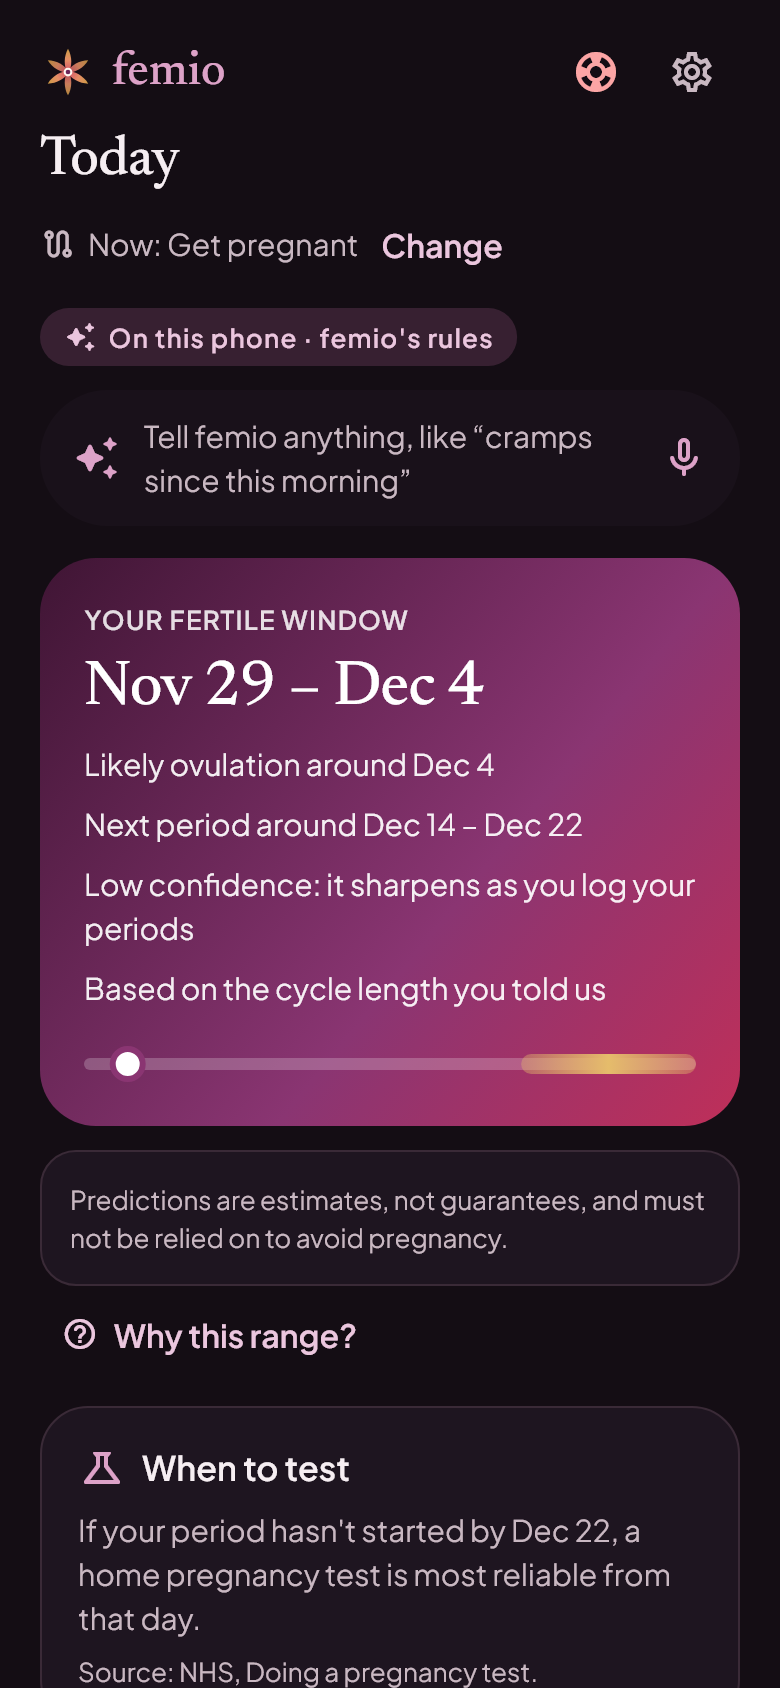 femio
Today
Now: Get pregnant Change
On this phone · femio's rules
Tell femio anything, like “cramps
since this morning”
YOUR FERTILE WINDOW
Nov 29 – Dec 4
Likely ovulation around Dec 4
Next period around Dec 14 – Dec 22
Low confidence: it sharpens as you log your
periods
Based on the cycle length you told us
Predictions are estimates, not guarantees, and must
not be relied on to avoid pregnancy.
Why this range?
When to test
If your period hasn't started by Dec 22, a
home pregnancy test is most reliable from
that day.
Source: NHS, Doing a pregnancy test.